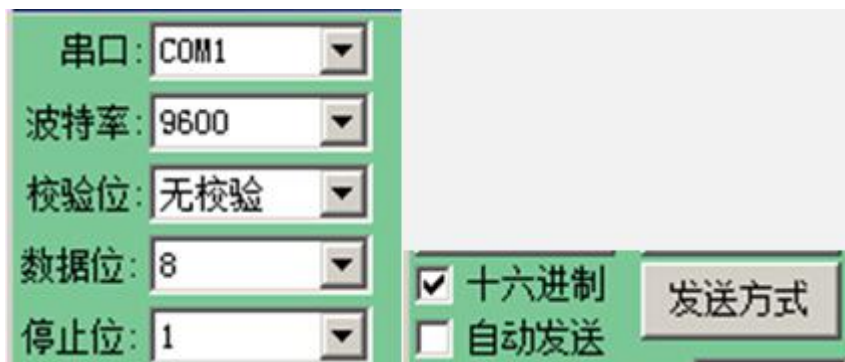 串口: COM1
波特率: 9600
校验位: 无校验
数据位: 8
停止位: 1
十六进制
发送方式
自动发送